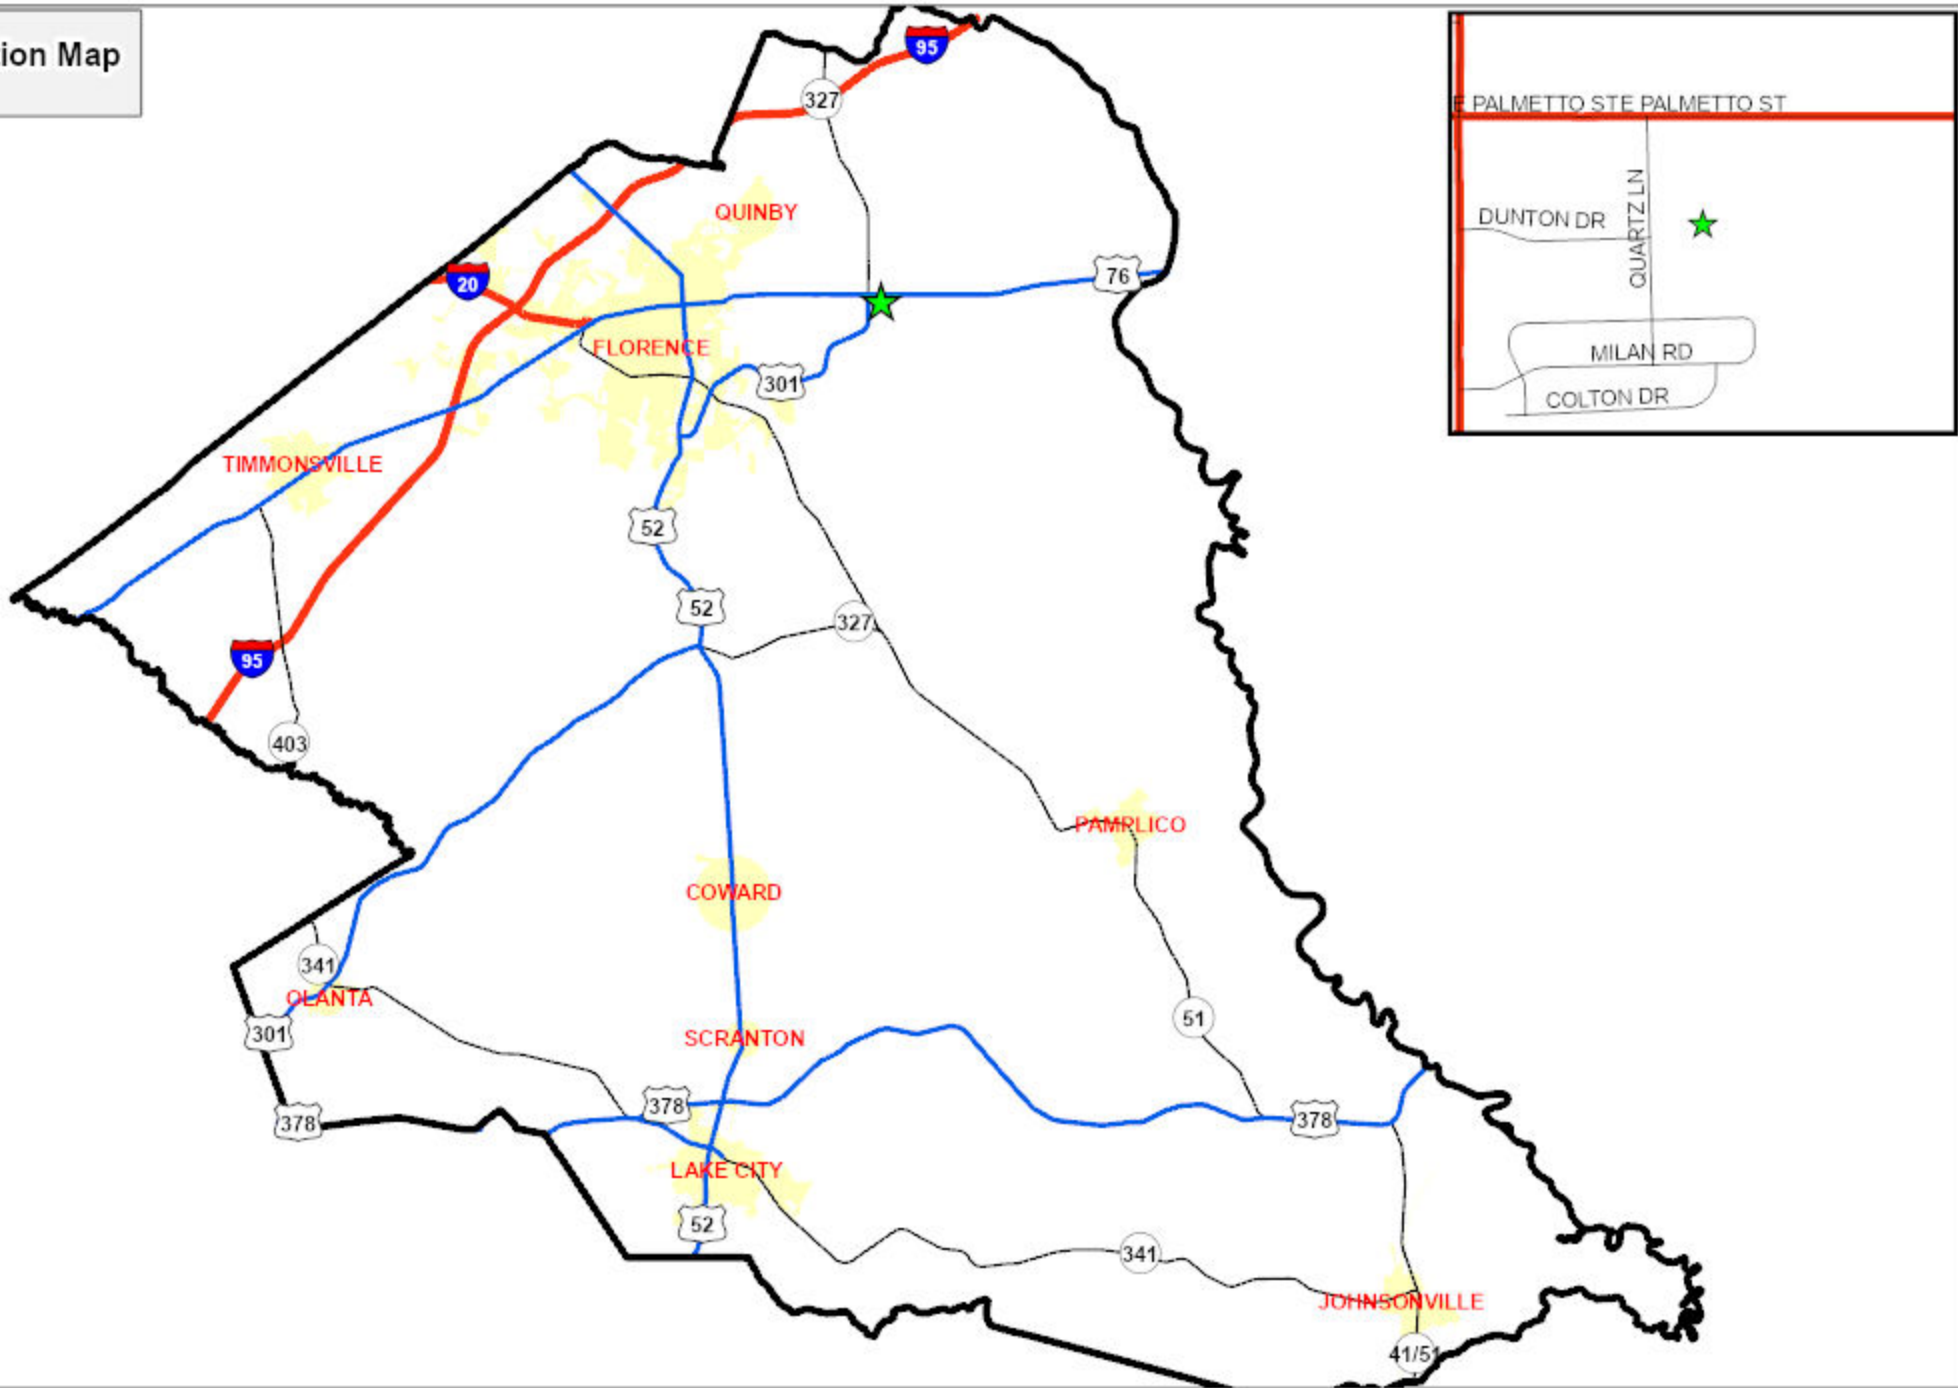 ion Map
95
327
E PALMETTO STE PALMETTO ST
QUINBY
DUNTON DR
QUARTZ LN
20
76
FLORENCE
MILAN RD
301
COLTON DR
TIMMONSVILLE
52
52
327
95
403
PAMPLICO
COWARD
341
OLANTA
51
301
SCRANTON
378
378
378
LAKE CITY
52
341
JOHNSONVILLE
41/51